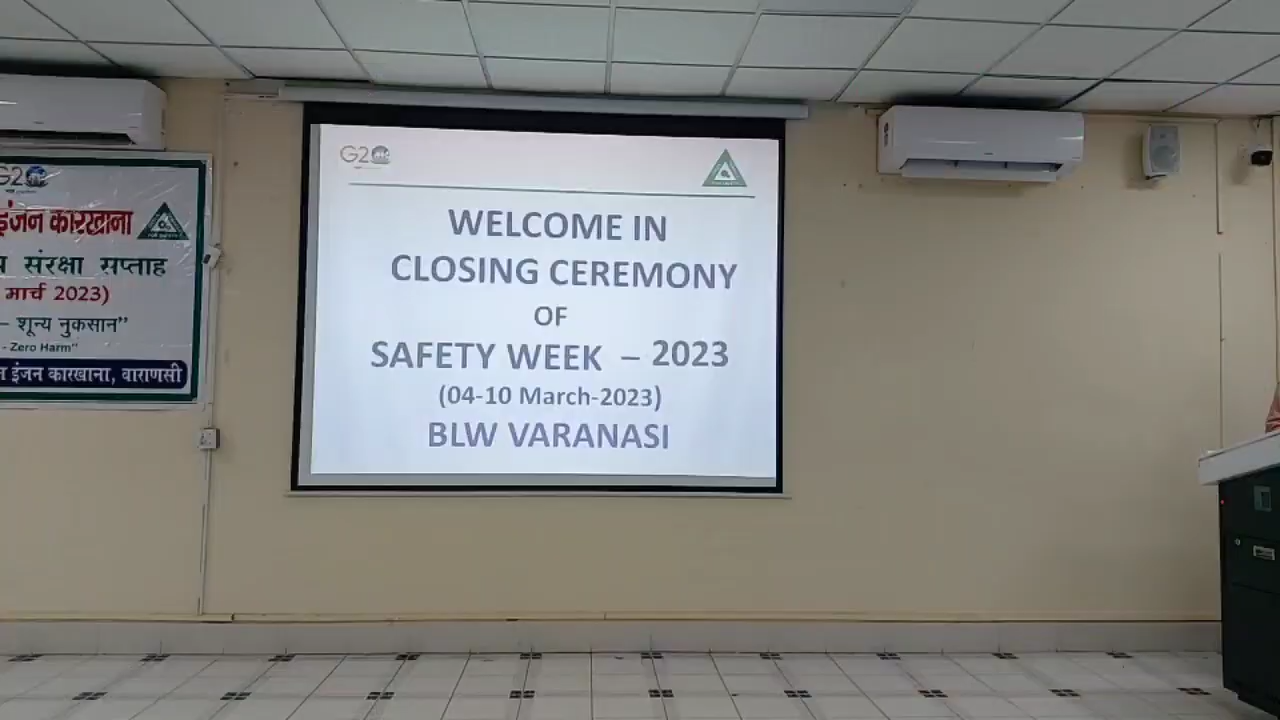 G20
इंजन कारखाना
संरक्षा सप्ताह
मार्च 2023)
– शून्य नुकसान”
- Zero Harm"
इंजन कारखाना, वाराणसी
G20
WELCOME IN
CLOSING CEREMONY
OF
SAFETY WEEK – 2023
(04-10 March-2023)
BLW VARANASI